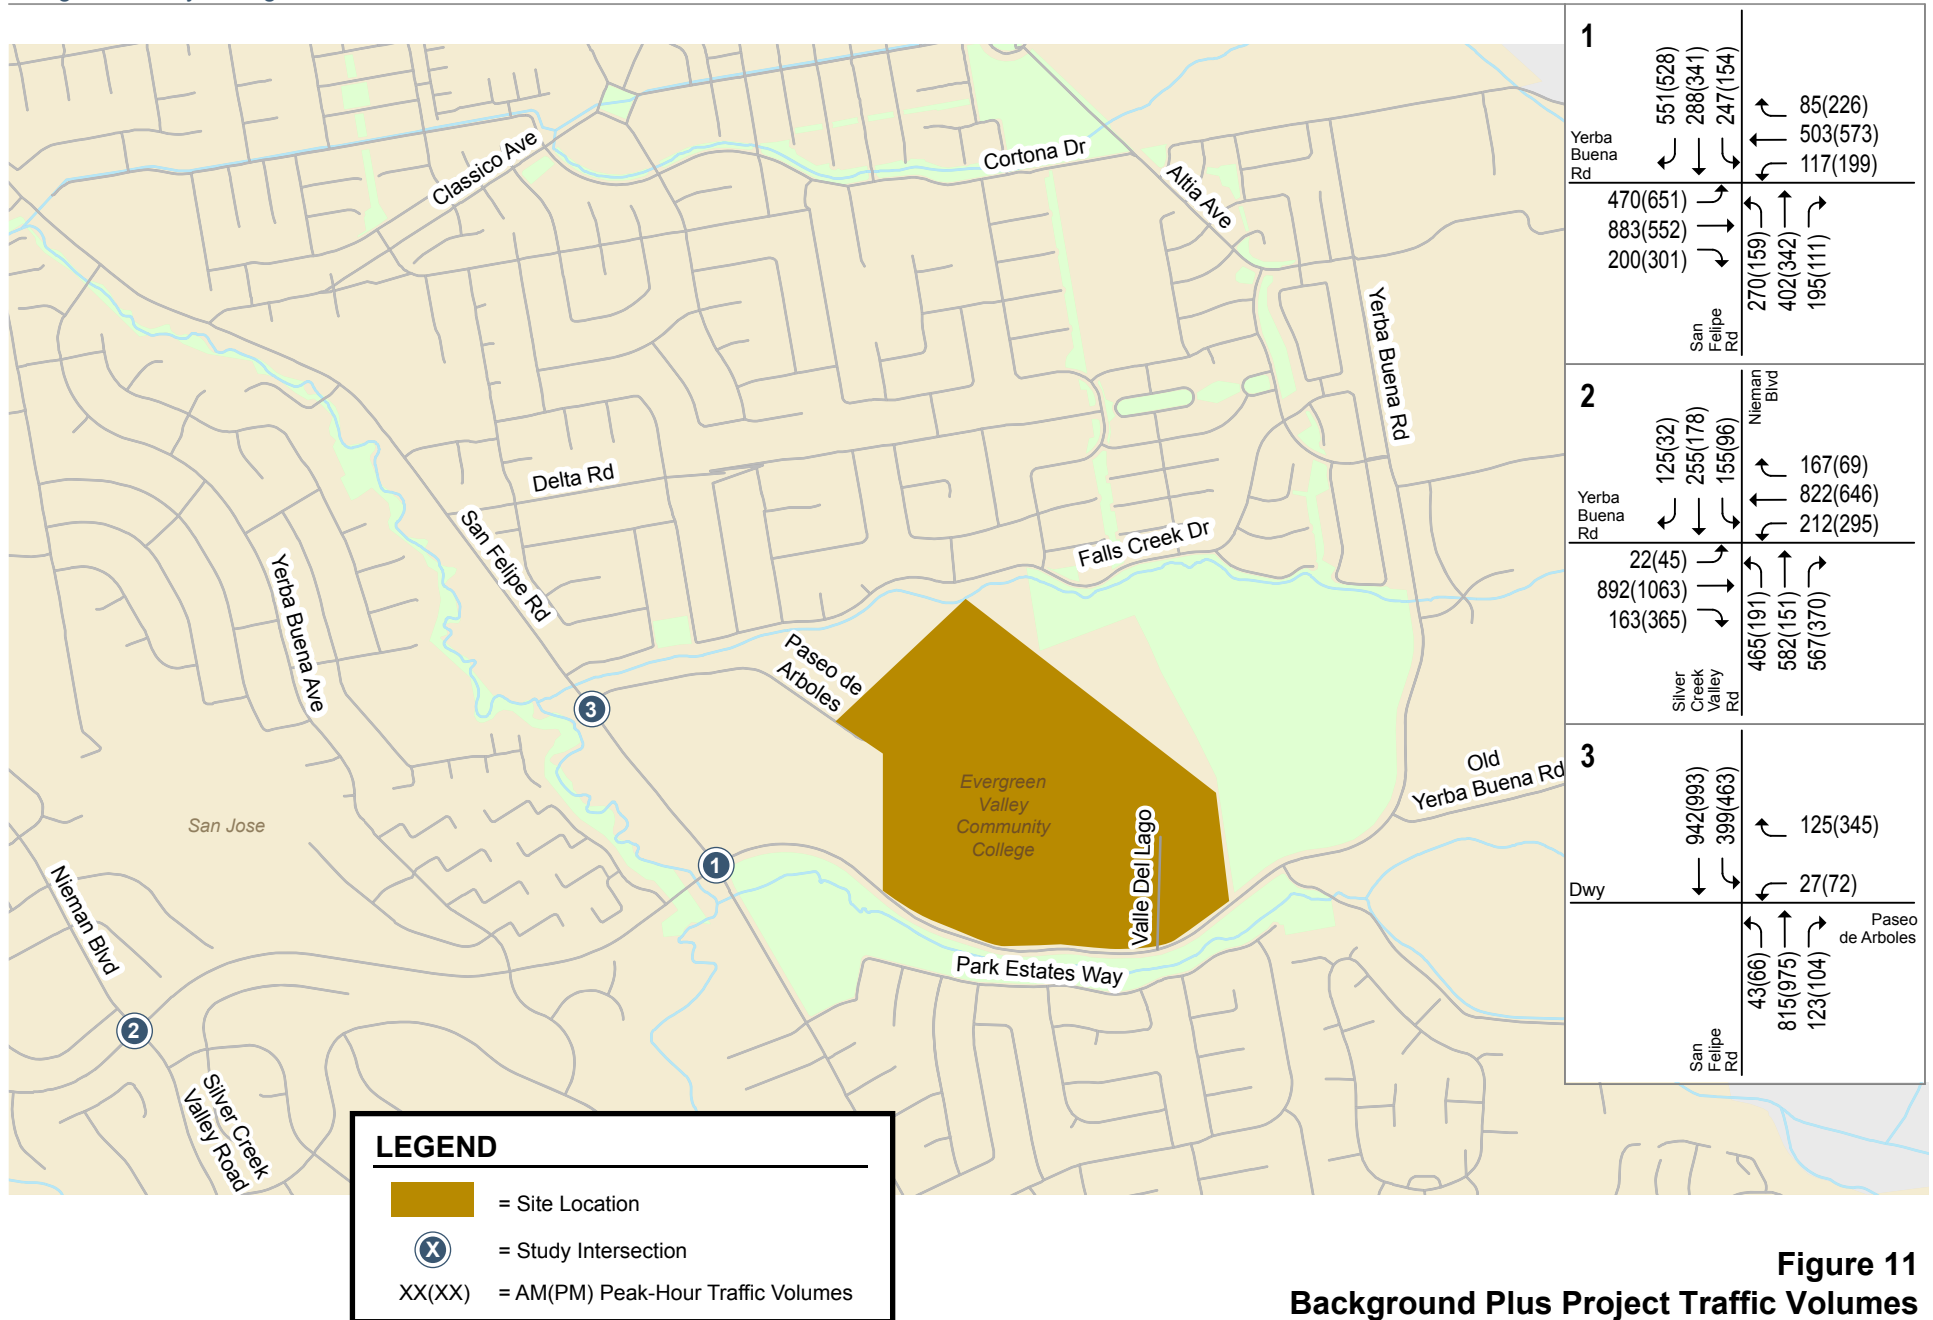 Classico Ave
Cortona Dr
Altia Ave
Yerba Buena Rd
Delta Rd
San Felipe Rd
Falls Creek Dr
Yerba Buena Ave
Paseo de
Arboles
3
Evergreen
Valley
Community
College
Old
Yerba Buena Rd
San Jose
Valle Del Lago
1
Nieman Blvd
Park Estates Way
2
Silver Creek
Valley Road
1
551(528)
288(341)
247(154)
85(226)
503(573)
117(199)
Yerba
Buena
Rd
470(651)
883(552)
200(301)
270(159)
402(342)
195(111)
San
Felipe
Rd
2
Nieman
Blvd
125(32)
255(178)
155(96)
167(69)
822(646)
212(295)
Yerba
Buena
Rd
22(45)
892(1063)
163(365)
465(191)
582(151)
567(370)
Silver
Creek
Valley
Rd
3
942(993)
399(463)
125(345)
27(72)
Dwy
Paseo
de Arboles
43(66)
815(975)
123(104)
San
Felipe
Rd
LEGEND
= Site Location
X = Study Intersection
XX(XX) = AM(PM) Peak-Hour Traffic Volumes
Figure 11
Background Plus Project Traffic Volumes